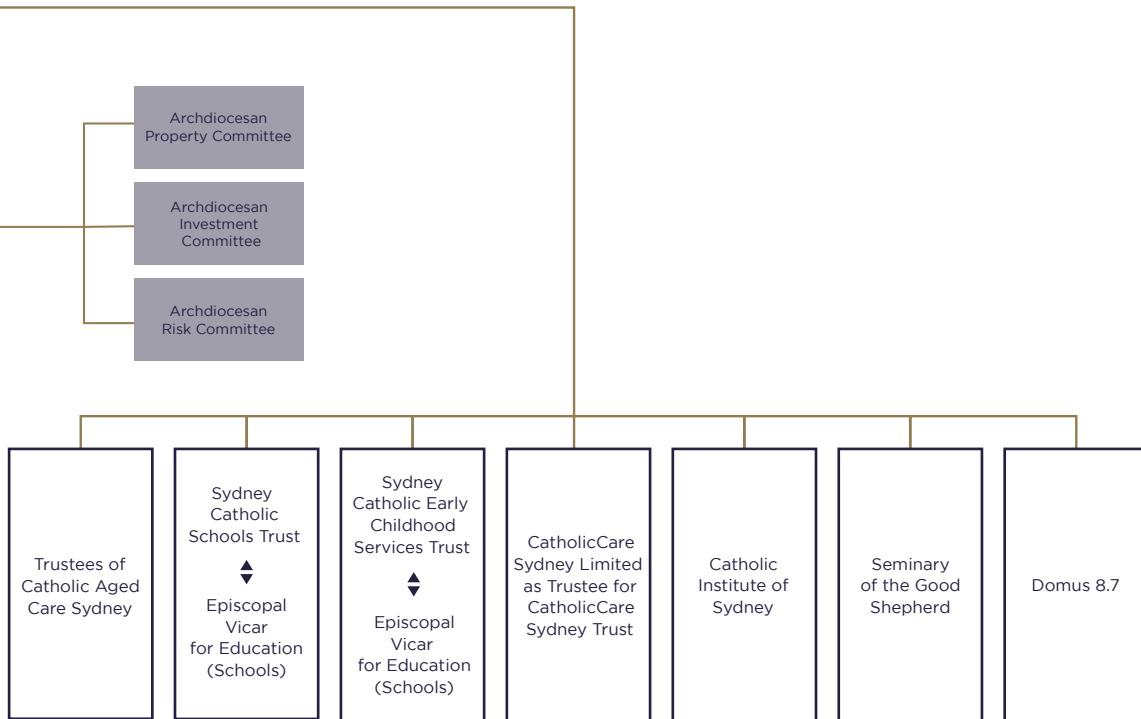 Archdiocesan
Property Committee
Archdiocesan
Investment
Committee
Archdiocesan
Risk Committee
Trustees of
Catholic Aged
Care Sydney
Sydney
Catholic
Schools Trust
Episcopal
Vicar
for Education
(Schools)
Sydney
Catholic Early
Childhood
Services Trust
Episcopal
Vicar
for Education
(Schools)
CatholicCare
Sydney Limited
as Trustee for
CatholicCare
Sydney Trust
Catholic
Institute of
Sydney
Seminary
of the Good
Shepherd
Domus 8.7